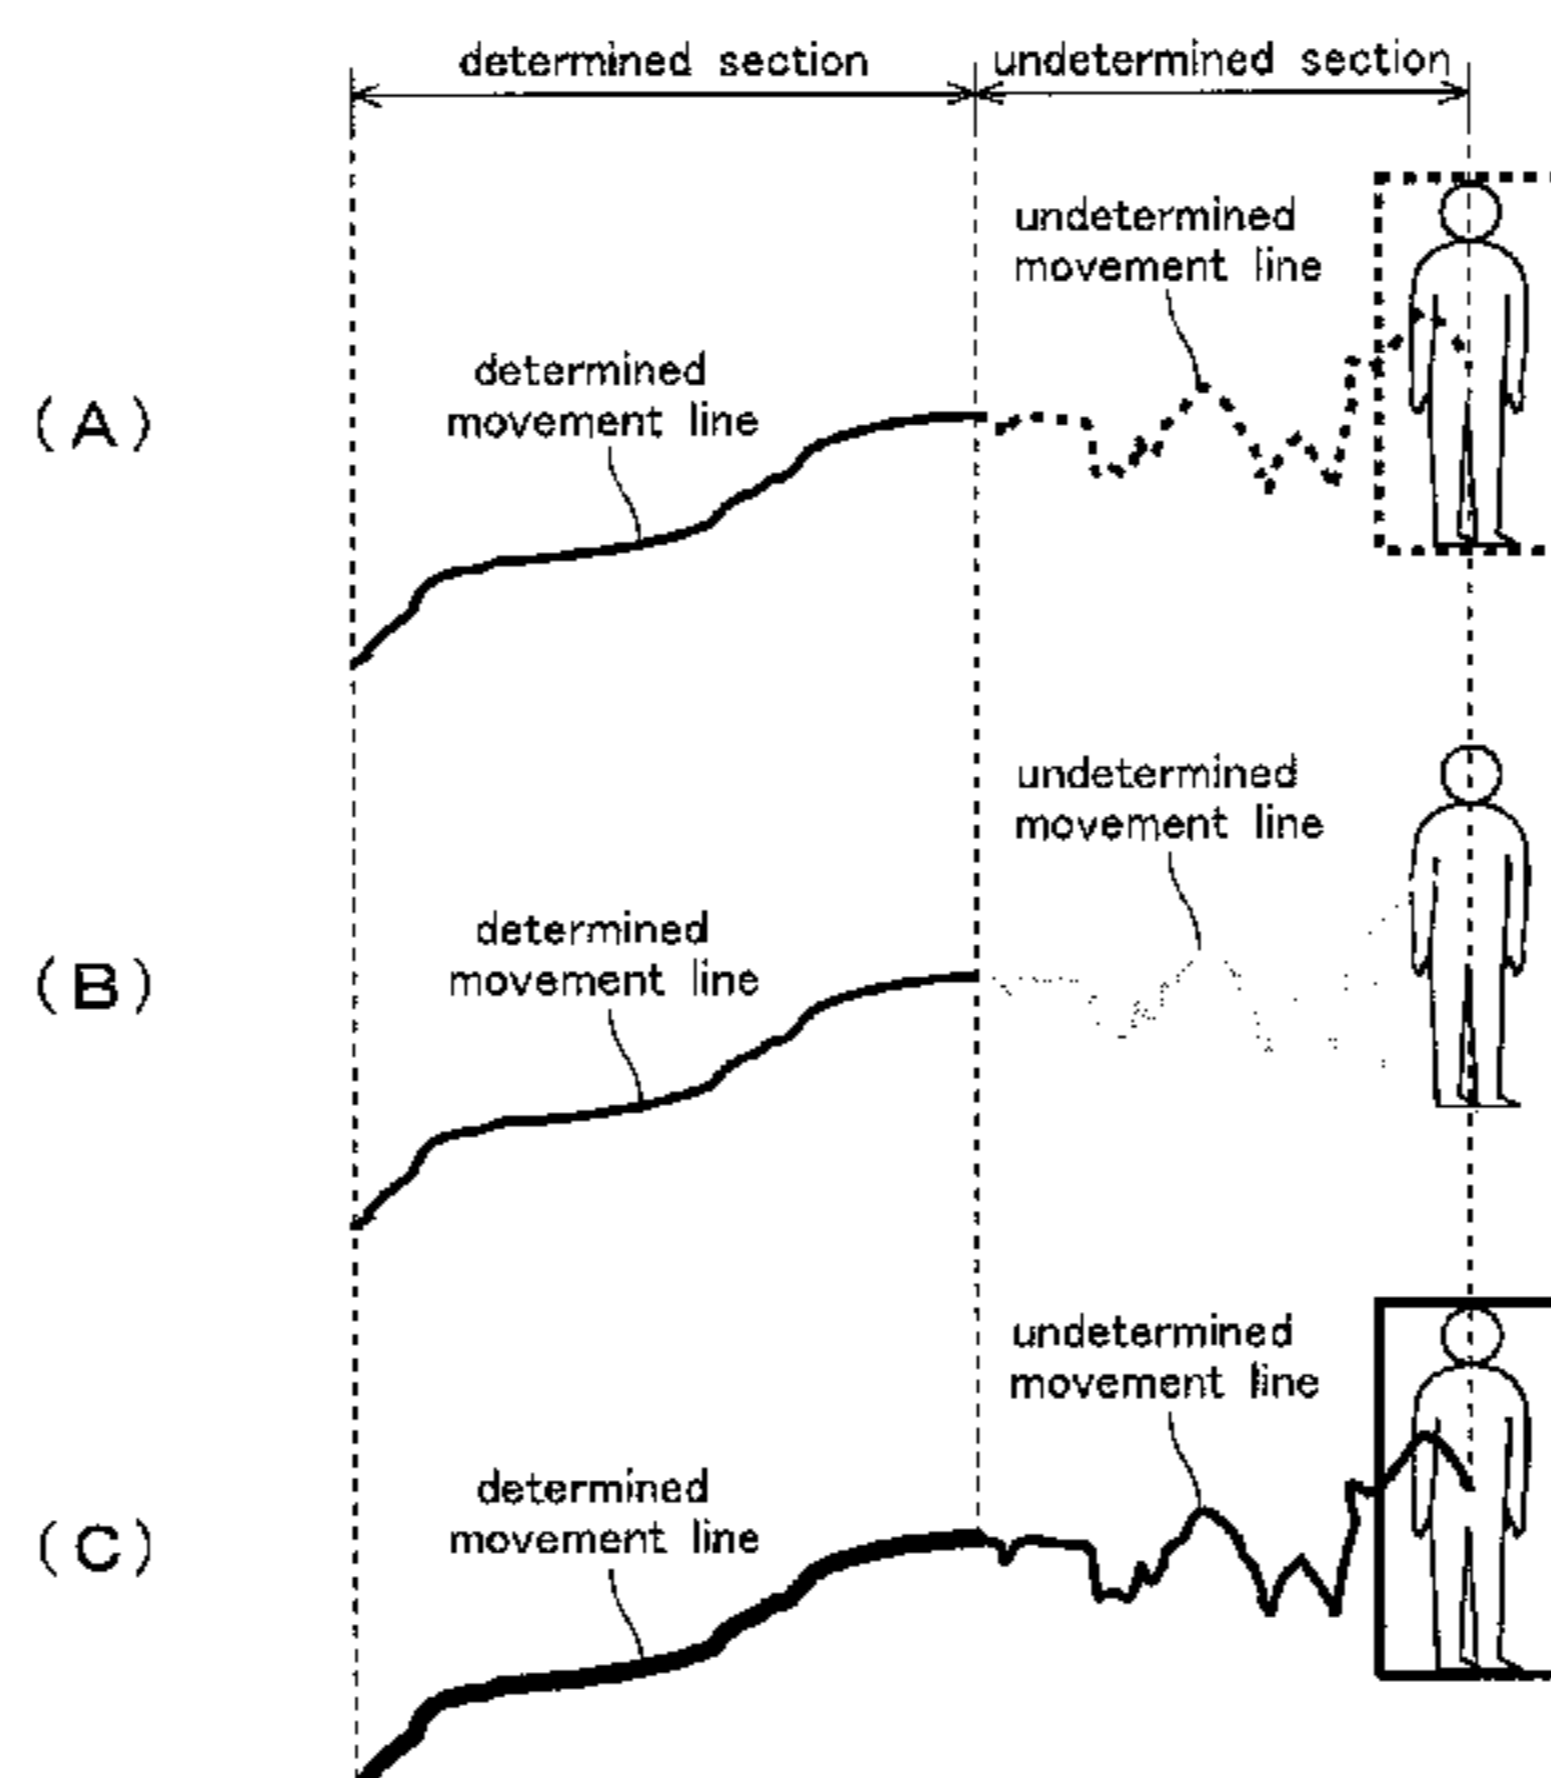 determined section
undetermined section
undetermined
movement line
determined
movement line
(A)
undetermined
movement line
determined
movement line
(B)
undetermined
movement line
determined
movement line
(C)